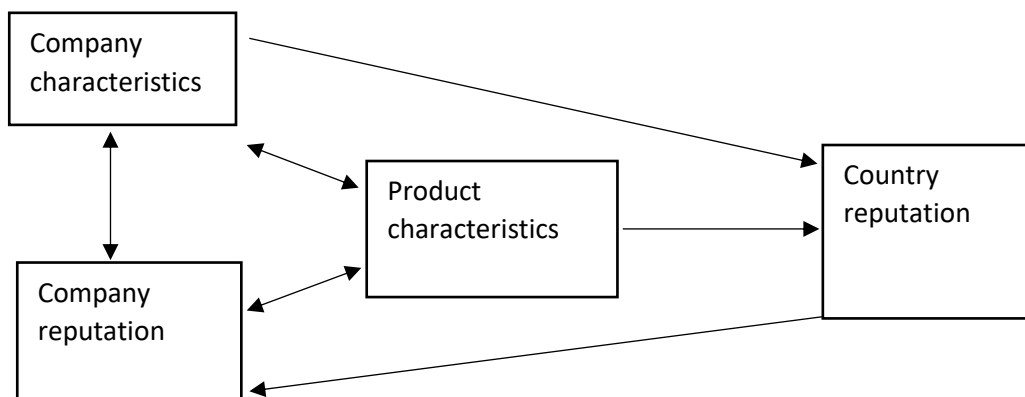 Company
characteristics
Product
characteristics
Country
reputation
Company
reputation